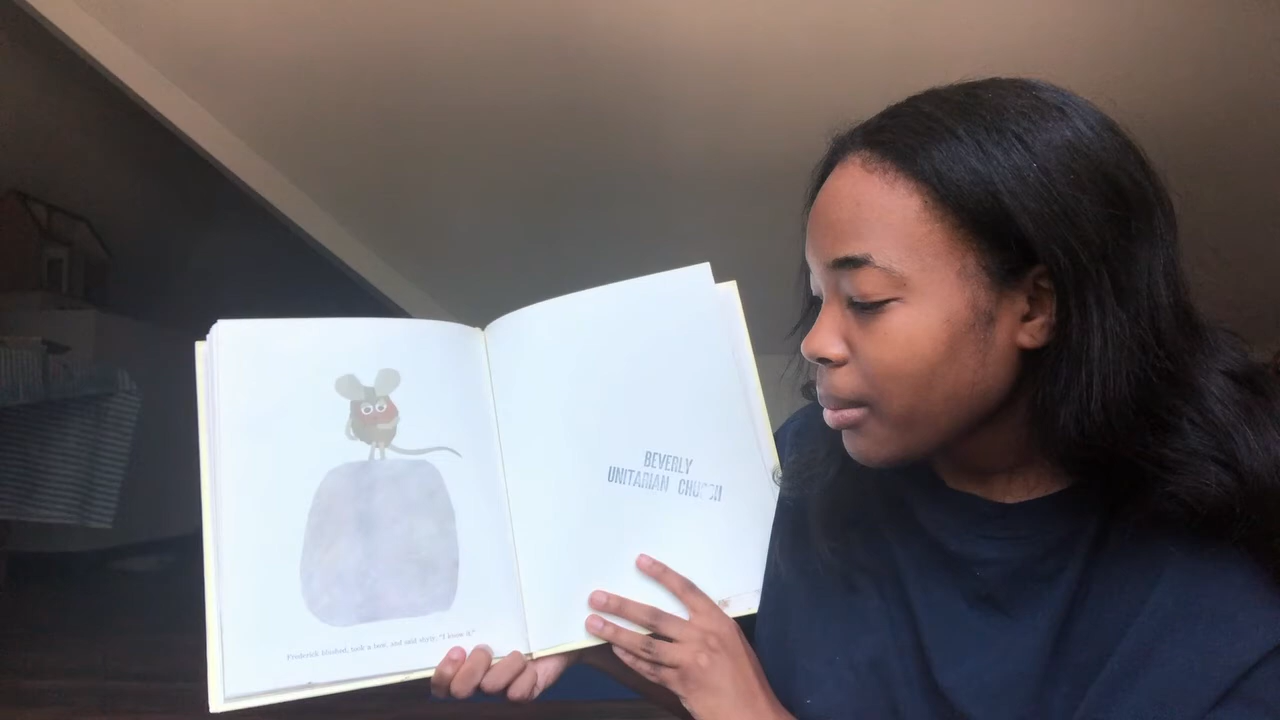 Frederick blushed, took a bow, and said shyly, "I know it."
BEVERLY
UNITARIAN CHURCH